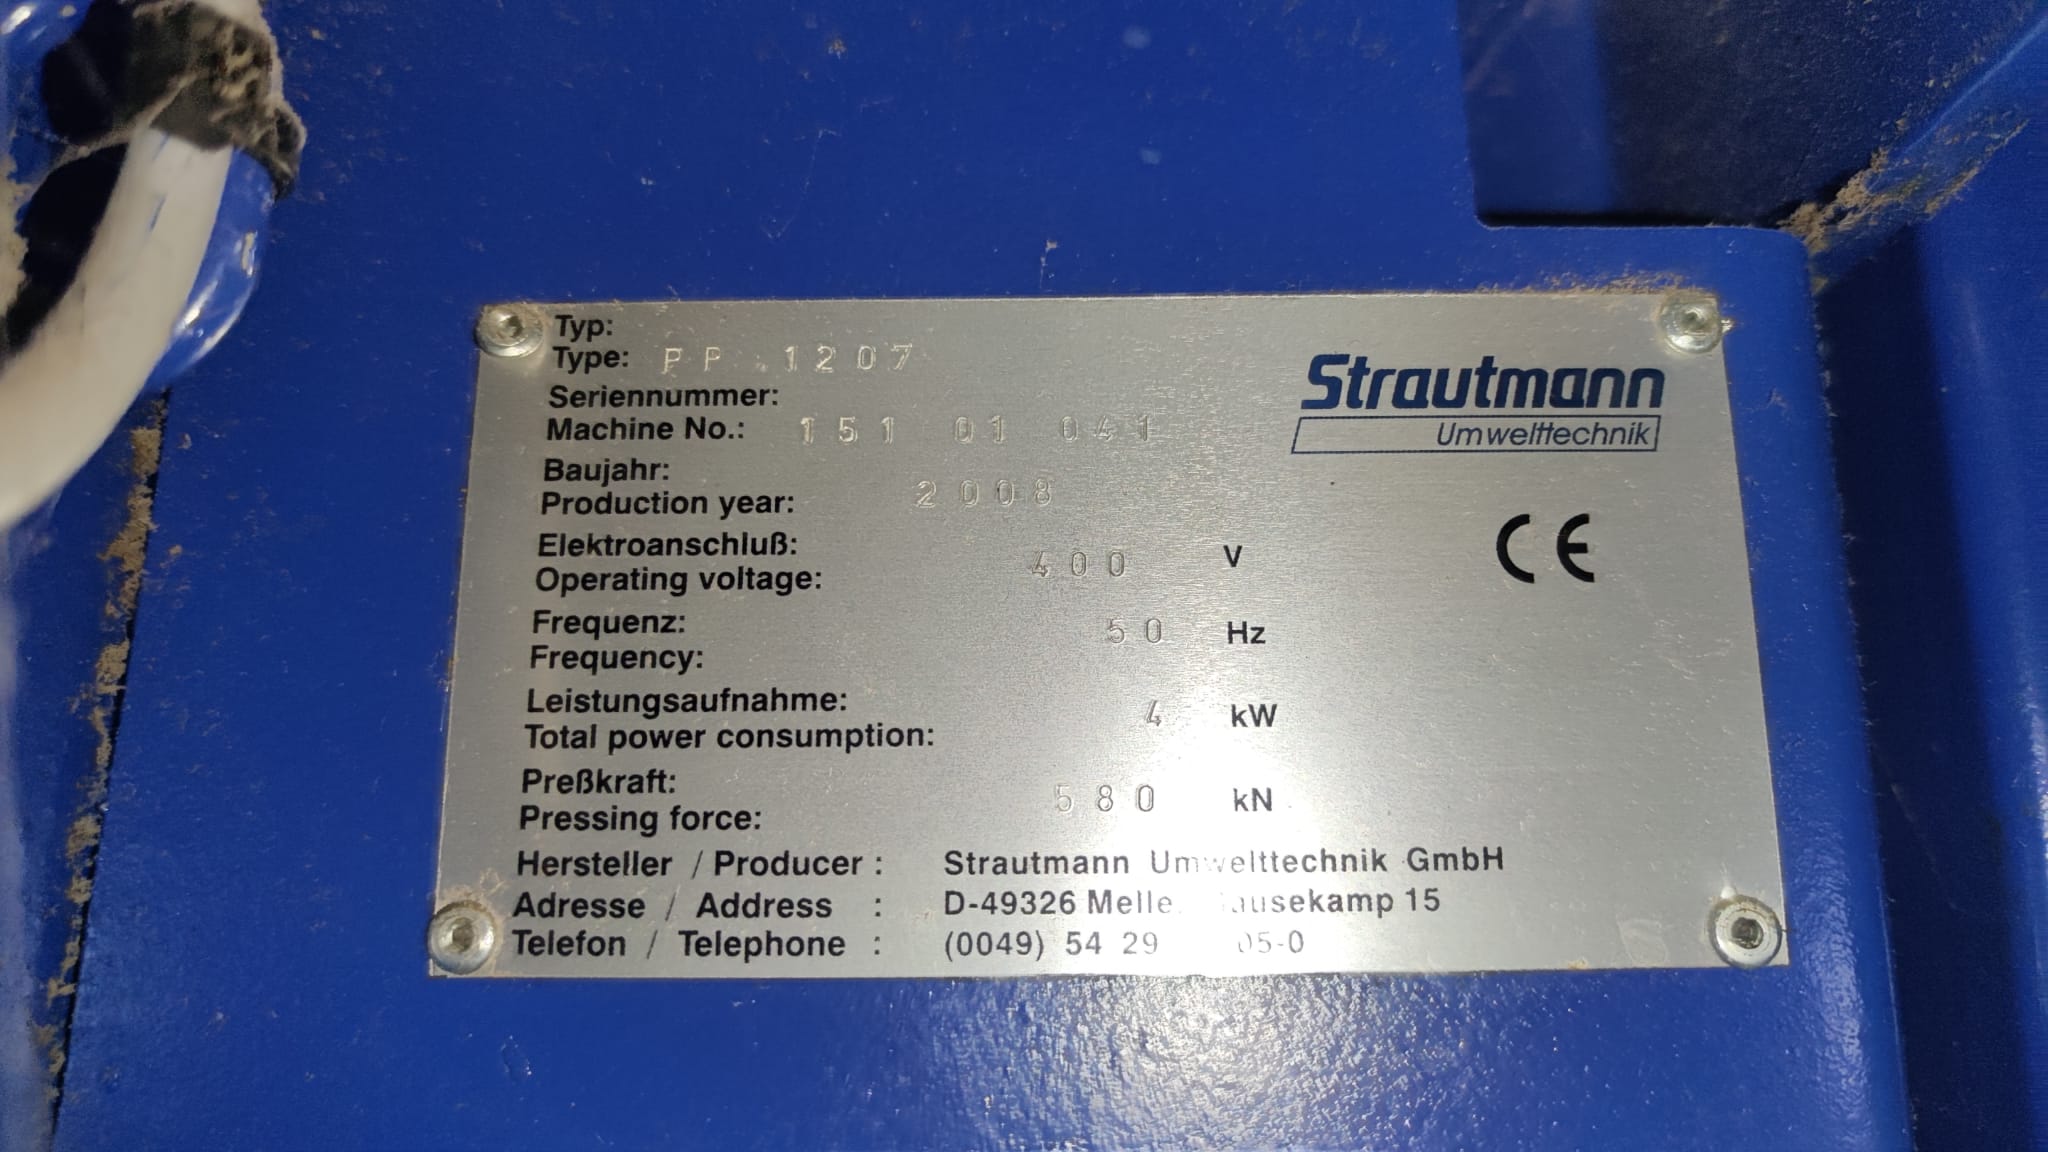 Typ:
Type: PP 1207
Seriennummer:
Machine No.: 151 01 041
Baujahr:
Production year: 2008
Elektroanschluß:
Operating voltage: 400 V
Frequenz:
Frequency: 50 Hz
Leistungsaufnahme:
Total power consumption: 4 kW
Preßkraft:
Pressing force: 580 kN
Hersteller / Producer : Strautmann Umwelttechnik GmbH
Adresse / Address : D-49326 Melle 15
Telefon / Telephone : (0049) 54 29
Strautmann
Umwelttechnik
CE